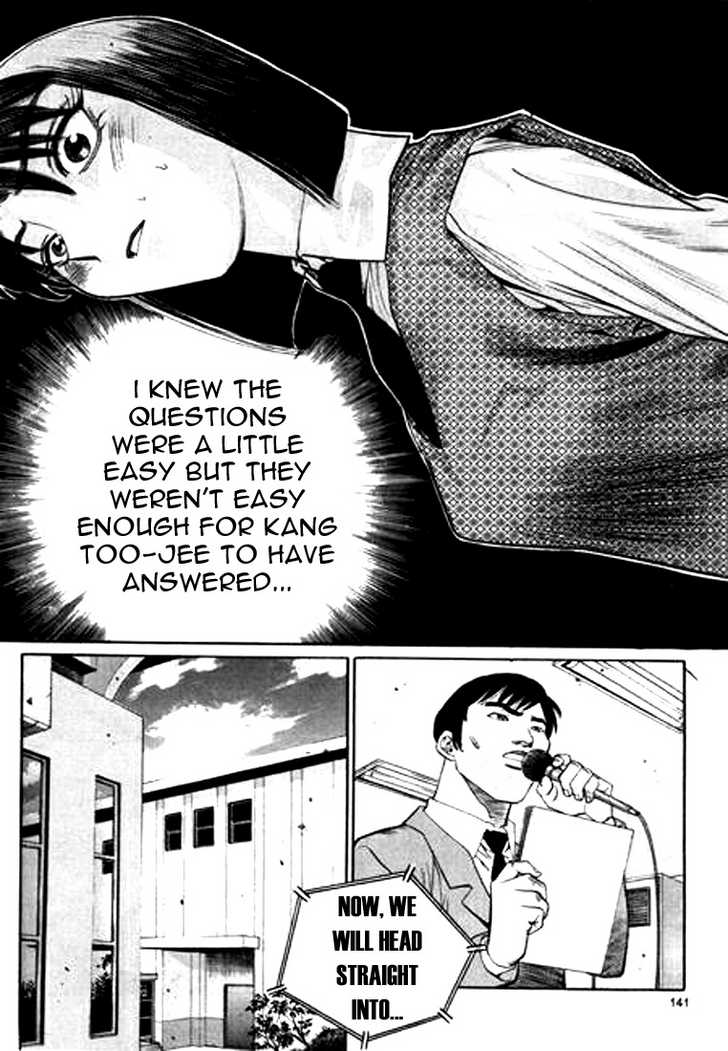 I KNEW THE
QUESTIONS
WERE A LITTLE
EASY BUT THEY
WEREN'T EASY
ENOUGH FOR KANG
TOO-JEE TO HAVE
ANSWERED...
NOW, WE
WILL HEAD
STRAIGHT
INTO...
141